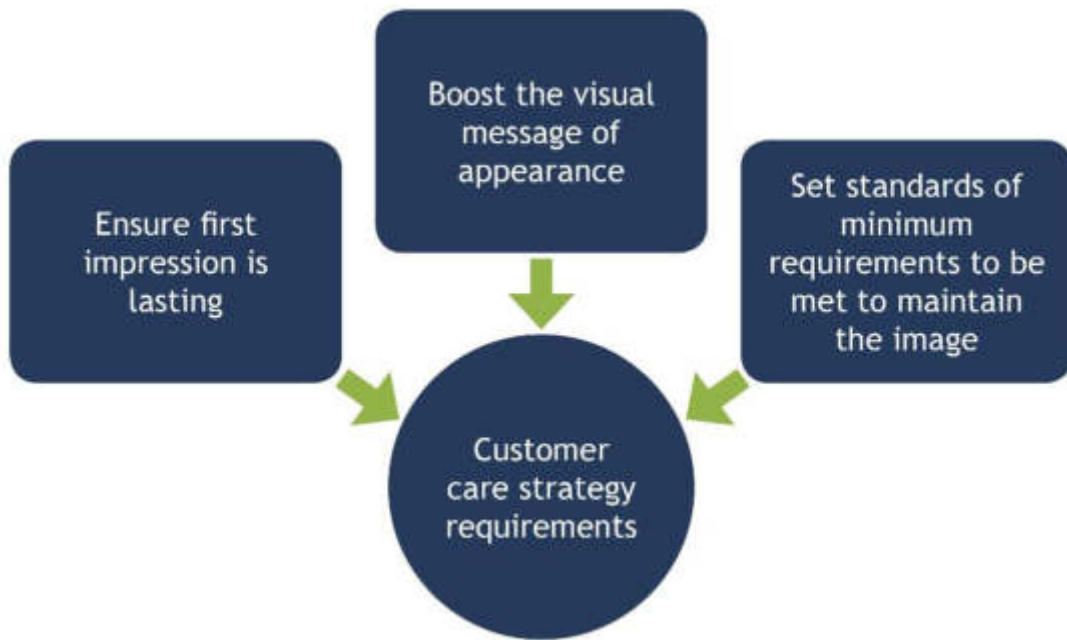 Boost the visual
message of
appearance
Ensure first
impression is
lasting
Set standards of
minimum
requirements to be
met to maintain
the image
Customer
care strategy
requirements